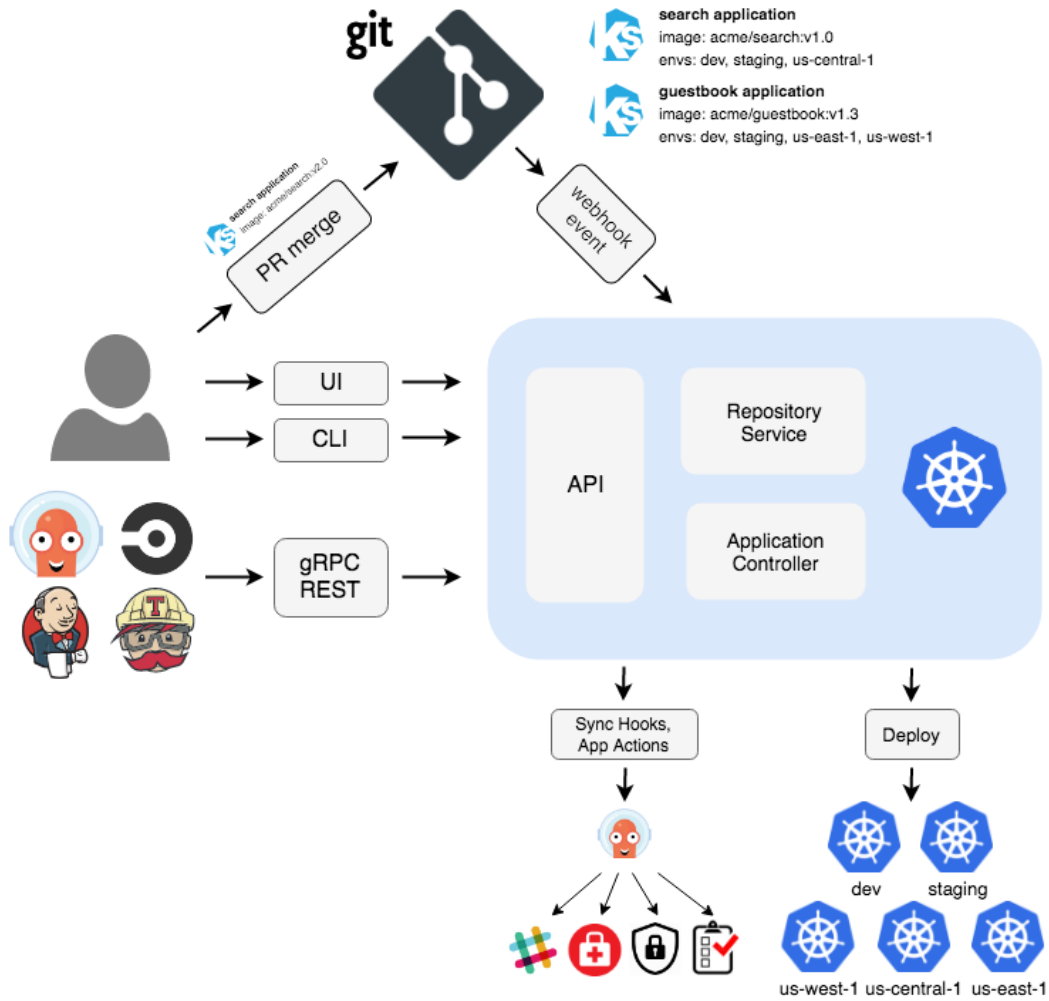 git
search application
image: acme/search:v1.0
envs: dev, staging, us-central-1
guestbook application
image: acme/guestbook:v1.3
envs: dev, staging, us-east-1, us-west-1
Ks
Ks
search application
image: acme/search:v2.0
Ks
PR merge
webhook
event
UI
CLI
gRPC
REST
API
Repository
Service
Application
Controller
T
Sync Hooks,
App Actions
Deploy
dev
staging
us-west-1
us-central-1
us-east-1